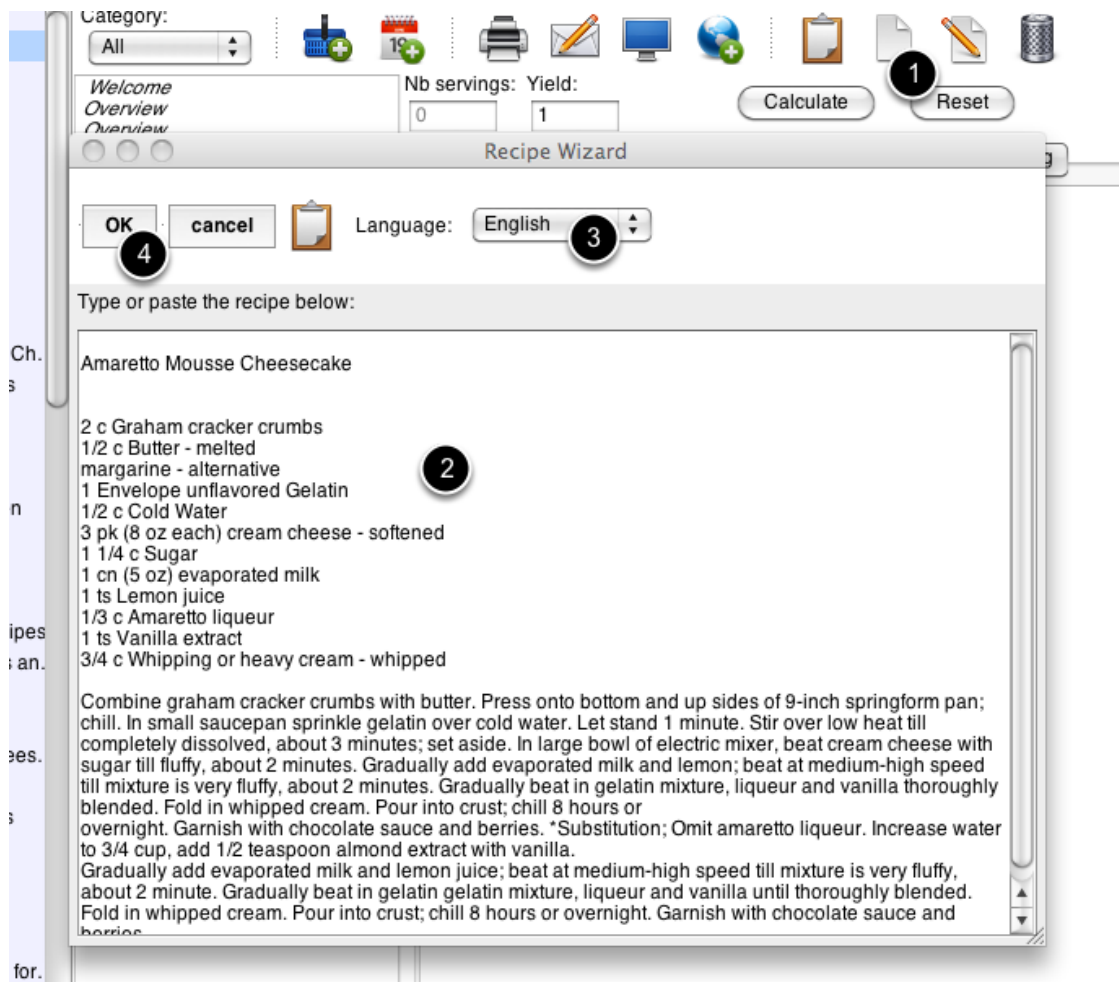 Category:
All
19
1
Welcome
Overview
Overview
Nb servings: Yield:
0
1
Calculate
Reset
Recipe Wizard
g
OK
cancel
Language:
English
3
4
Type or paste the recipe below:
Ch.
s
Amaretto Mousse Cheesecake
2 c Graham cracker crumbs
1/2 c Butter - melted
margarine - alternative
2
1 Envelope unflavored Gelatin
n
1/2 c Cold Water
3 pk (8 oz each) cream cheese - softened
1 1/4 c Sugar
1 cn (5 oz) evaporated milk
1 ts Lemon juice
1/3 c Amaretto liqueur
ipes
1 ts Vanilla extract
s an.
3/4 c Whipping or heavy cream - whipped
Combine graham cracker crumbs with butter. Press onto bottom and up sides of 9-inch springform pan;
chill. In small saucepan sprinkle gelatin over cold water. Let stand 1 minute. Stir over low heat till
ees.
completely dissolved, about 3 minutes; set aside. In large bowl of electric mixer, beat cream cheese with
sugar till fluffy, about 2 minutes. Gradually add evaporated milk and lemon; beat at medium-high speed
till mixture is very fluffy, about 2 minutes. Gradually beat in gelatin mixture, liqueur and vanilla thoroughly
s
blended. Fold in whipped cream. Pour into crust; chill 8 hours or
overnight. Garnish with chocolate sauce and berries. *Substitution; Omit amaretto liqueur. Increase water
to 3/4 cup, add 1/2 teaspoon almond extract with vanilla.
Gradually add evaporated milk and lemon juice; beat at medium-high speed till mixture is very fluffy,
about 2 minute. Gradually beat in gelatin gelatin mixture, liqueur and vanilla until thoroughly blended.
Fold in whipped cream. Pour into crust; chill 8 hours or overnight. Garnish with chocolate sauce and
berries
for.